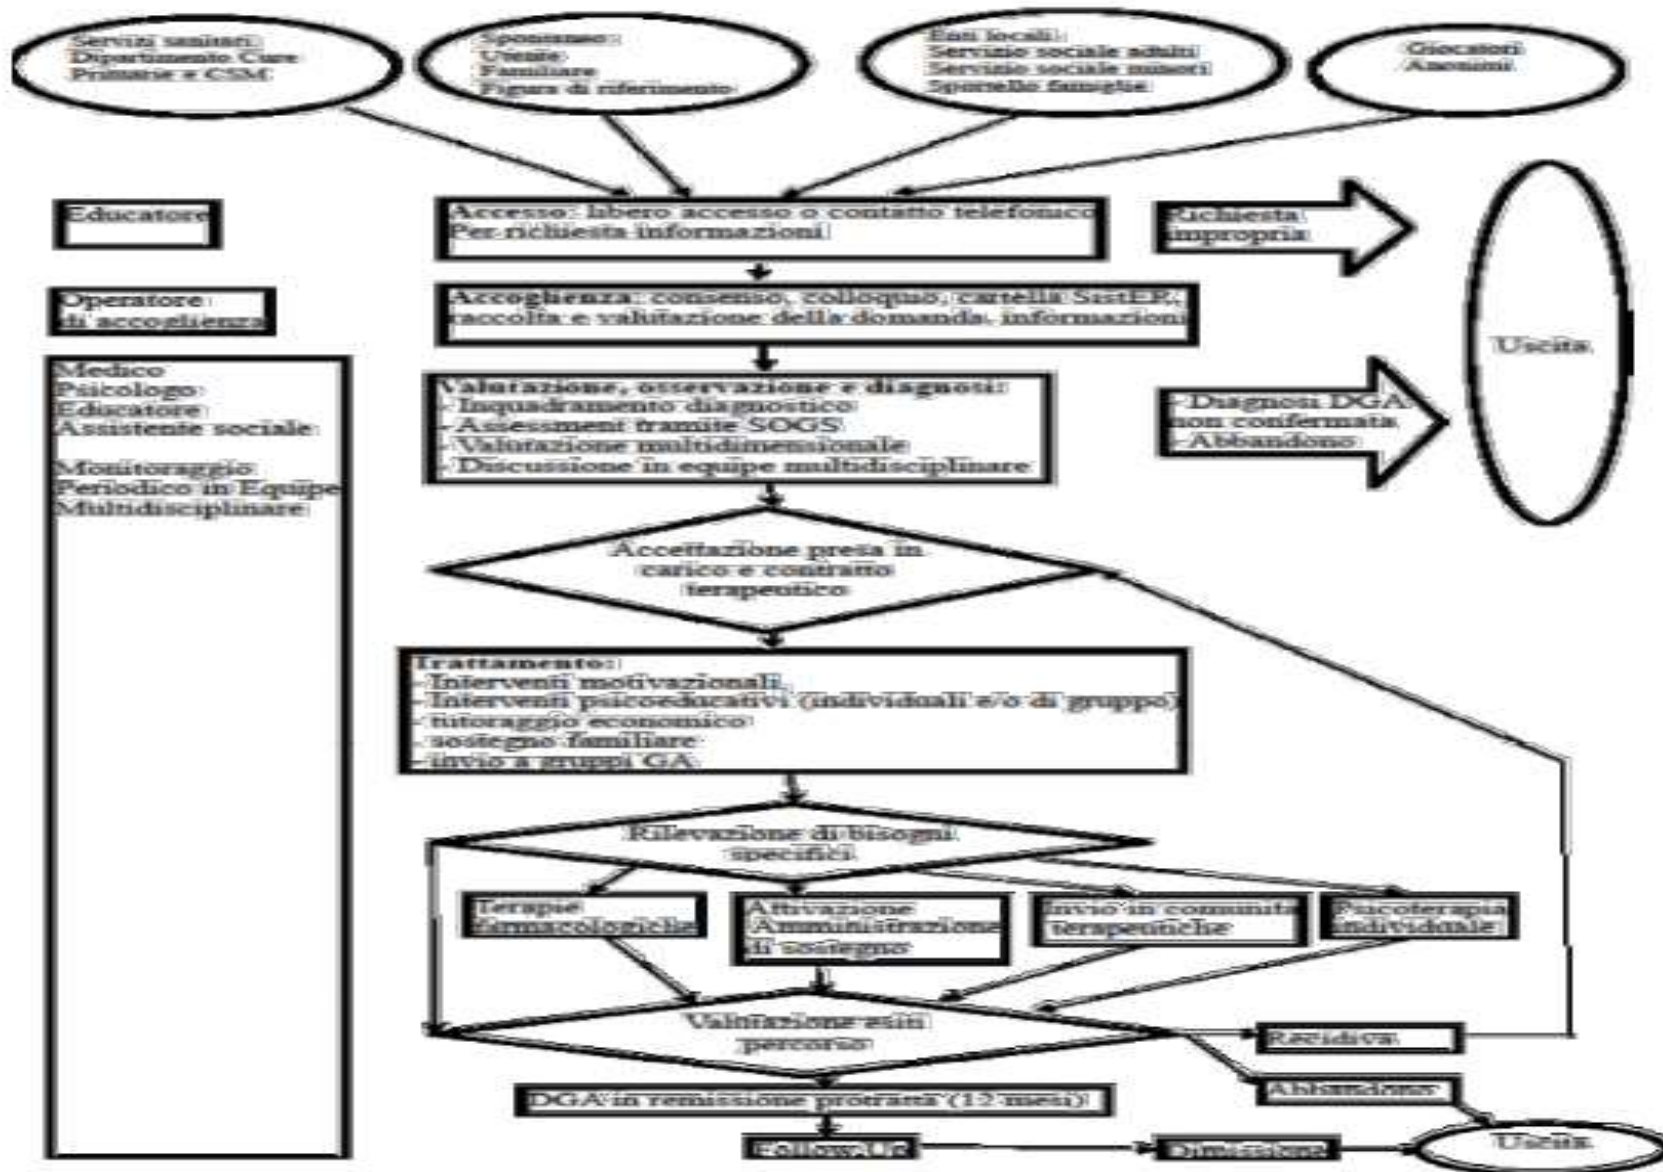 Servizi sanitari:
Dipartimento Cure
Primarie e CSM
Spontaneo:
Utente
Familiare
Figura di riferimento
Enti locali:
Servizio sociale adulti
Servizio sociale minori
Sportello famiglie
Giocatori
Anonimi
Educatore
Accesso: libero accesso o contatto telefonico
Per richiesta informazioni
Richiesta
impropria
Operatore
di accoglienza
Accoglienza: consenso, colloquio, cartella SistER,
raccolta e valutazione della domanda, informazioni
Uscita
Medico
Psicologo
Educatore
Assistente sociale
Monitoraggio
Periodico in Equipe
Multidisciplinare
Valutazione, osservazione e diagnosi:
- Inquadramento diagnostico
- Assessment tramite SOGS
- Valutazione multidimensionale
- Discussione in equipe multidisciplinare
- Diagnosi DGA
non confermata
- Abbandono
Accettazione presa in
carico e contratto
terapeutico
Trattamento:
- Interventi motivazionali,
- Interventi psicoeducativi (individuali e/o di gruppo)
- tutoraggio economico
- sostegno familiare
- invio a gruppi GA
Rilevazione di bisogni
specifici
Terapie
farmacologiche
Attivazione
Amministrazione
di sostegno
Invio in comunità
terapeutiche
Psicoterapia
individuale
Valutazione esiti
percorso
Recidiva
Abbandono
DGA in remissione protratta (12 mesi)
Follow-Up
Dimissione
Uscita